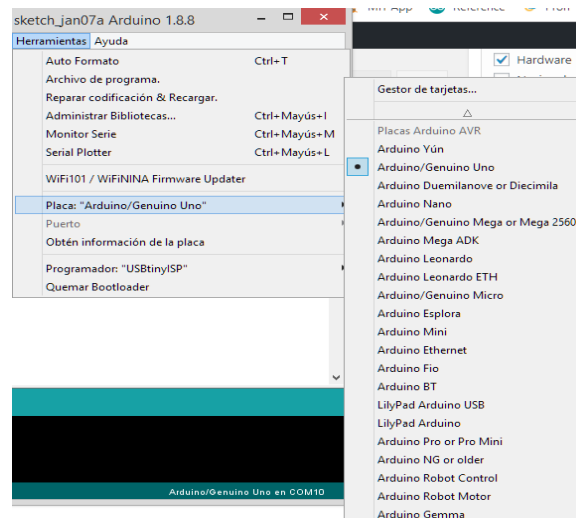 sketch_jan07a Arduino 1.8.8
Herramientas Ayuda
Auto Formato Ctrl+T
Archivo de programa.
Reparar codificación & Recargar.
Administrar Bibliotecas... Ctrl+Mayús+I
Monitor Serie Ctrl+Mayús+M
Serial Plotter Ctrl+Mayús+L
WiFi101 / WiFiNINA Firmware Updater
Placa: "Arduino/Genuino Uno"
Puerto
Obtén información de la placa
Programador: "USBtinyISP"
Quemar Bootloader
Arduino/Genuino Uno en COM10
Hardware
Gestor de tarjetas...
Placas Arduino AVR
Arduino Yún
Arduino/Genuino Uno
Arduino Duemilanove or Diecimila
Arduino Nano
Arduino/Genuino Mega or Mega 2560
Arduino Mega ADK
Arduino Leonardo
Arduino Leonardo ETH
Arduino/Genuino Micro
Arduino Esplora
Arduino Mini
Arduino Ethernet
Arduino Fio
Arduino BT
LilyPad Arduino USB
LilyPad Arduino
Arduino Pro or Pro Mini
Arduino NG or older
Arduino Robot Control
Arduino Robot Motor
Arduino Gemma